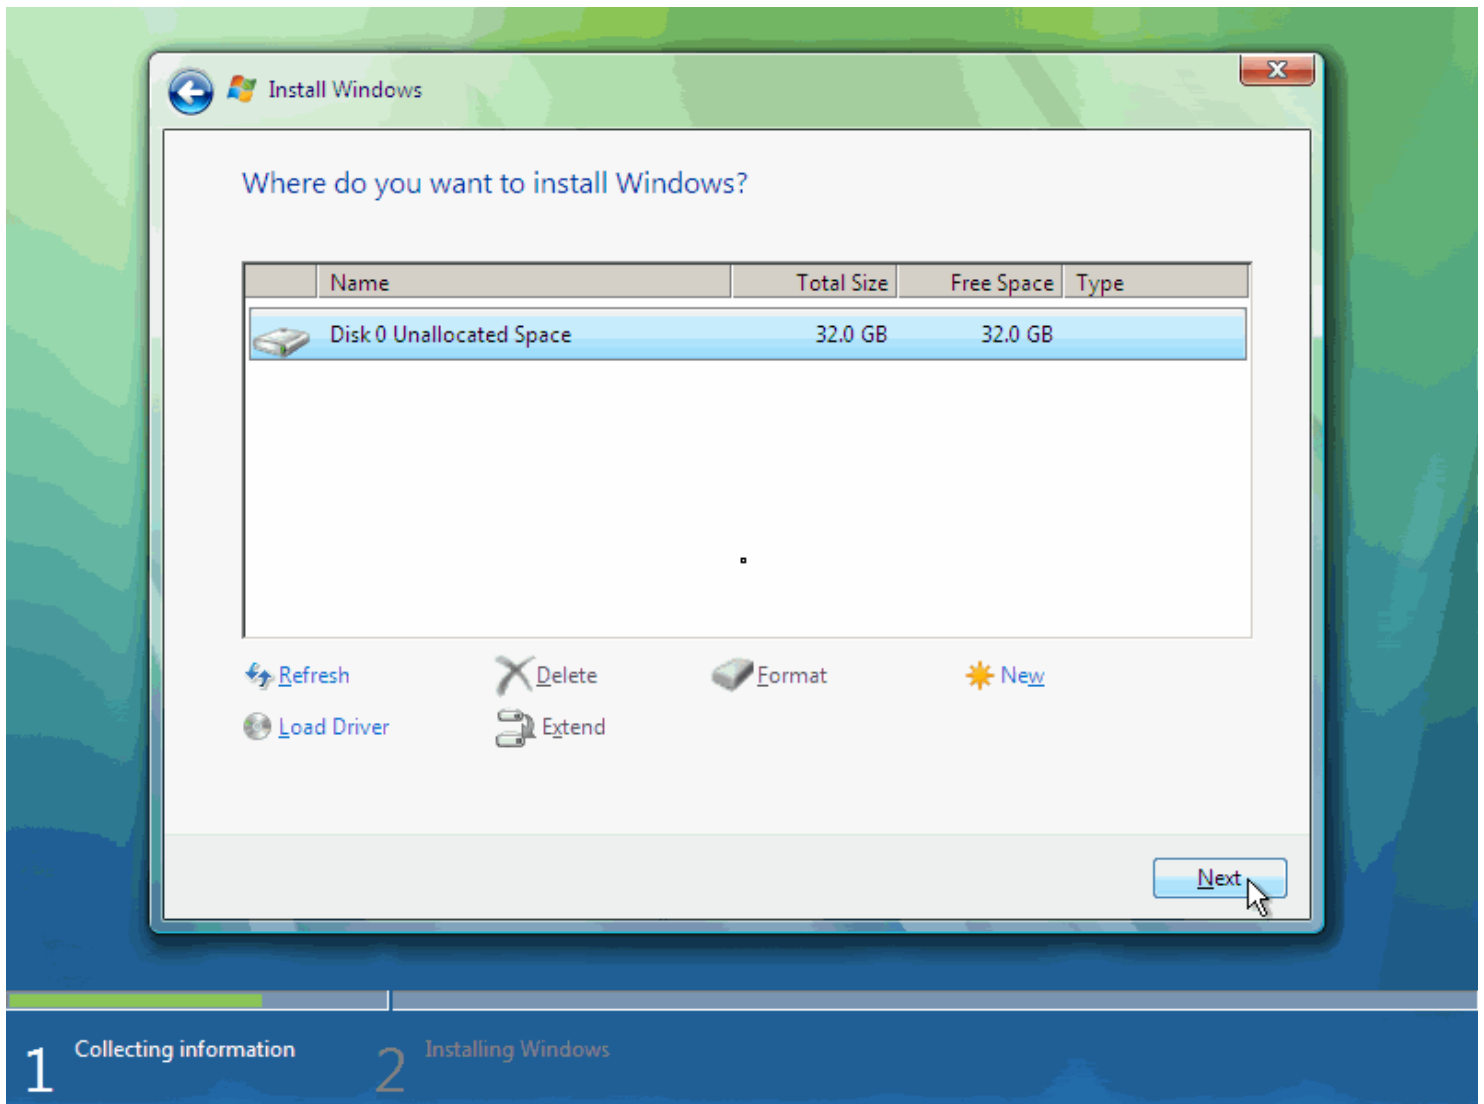 Install Windows
Where do you want to install Windows?
Name Total Size Free Space Type
Disk 0 Unallocated Space 32.0 GB 32.0 GB
Refresh Delete Format New
Load Driver Extend
Next
1 Collecting information 2 Installing Windows